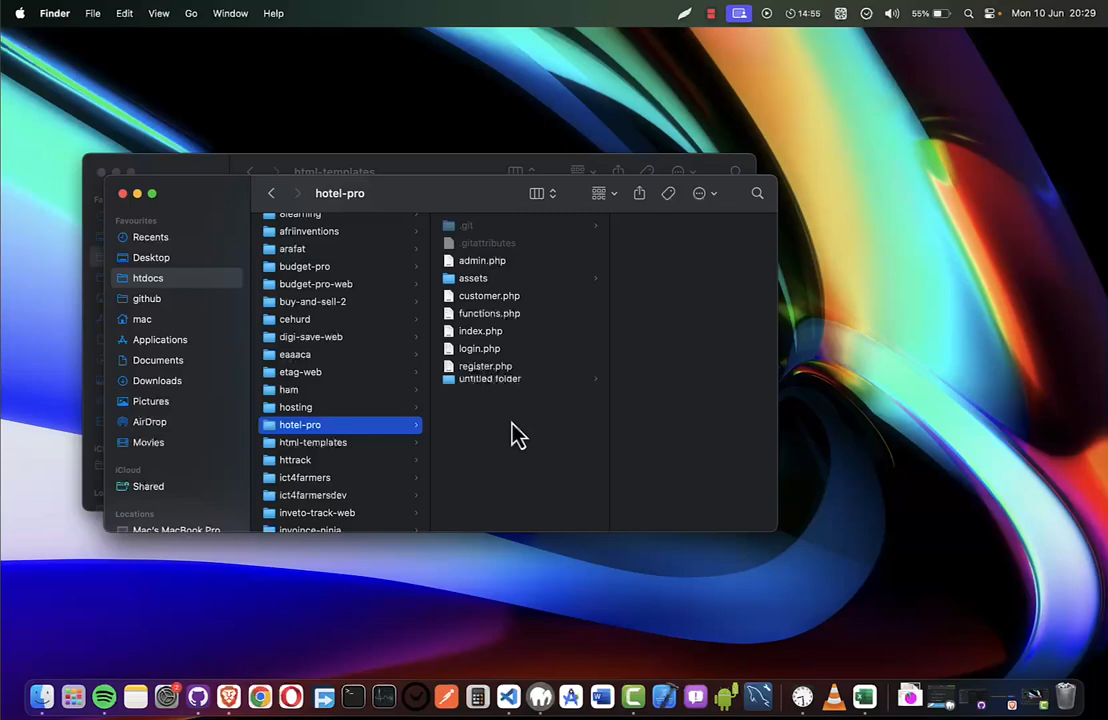 Finder File Edit View Go Window Help
14:55 55% Mon 10 Jun 20:29
html-templates
hotel-pro
Favourites
Recents
Desktop
htdocs
github
mac
Applications
Documents
Downloads
Pictures
AirDrop
Movies
iCloud
Shared
Locations
Mac's MacBook Pro
8learning
afriinventions
arafat
budget-pro
budget-pro-web
buy-and-sell-2
cehurd
digi-save-web
eaaaca
etag-web
ham
hosting
hotel-pro
html-templates
httrack
ict4farmers
ict4farmersdev
inveto-track-web
invoince-ninja
.git
.gitattributes
admin.php
assets
customer.php
functions.php
index.php
login.php
register.php
untitled folder
2